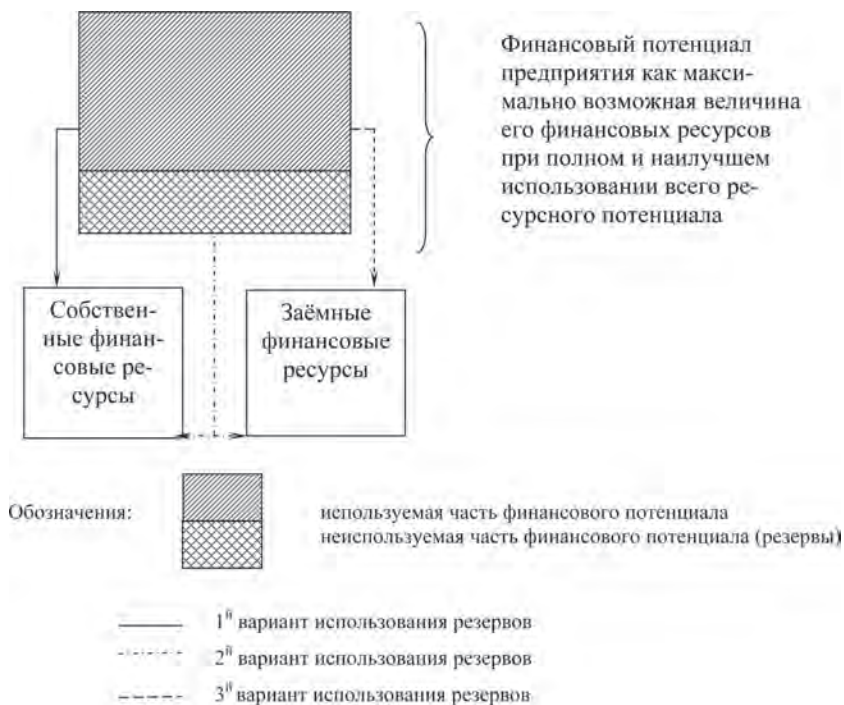 Финансовый потенциал
предприятия как макси-
мально возможная величина
его финансовых ресурсов
при полном и наилучшем
использовании всего ре-
сурсного потенциала
Собствен-
ные финан-
совые ре-
сурсы
Заёмные
финансовые
ресурсы
Обозначения:
используемая часть финансового потенциала
неиспользуемая часть финансового потенциала (резервы)
1й вариант использования резервов
2й вариант использования резервов
3й вариант использования резервов